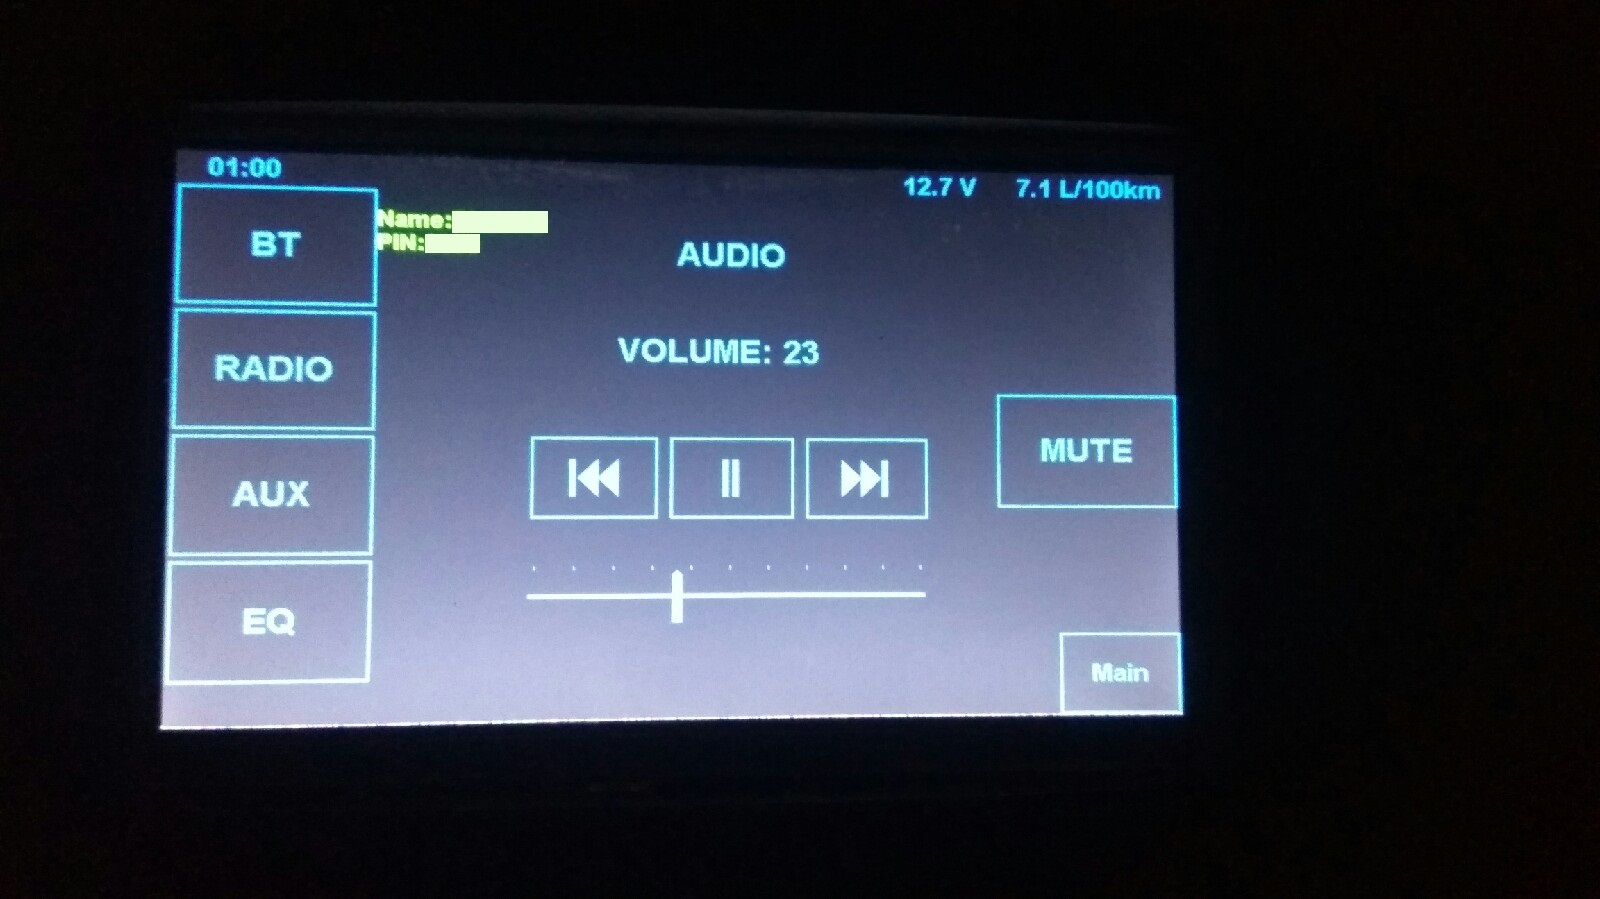 01:00
12.7 V 7.1 L/100km
BT
Name:
PIN:
AUDIO
RADIO
VOLUME: 23
AUX
MUTE
EQ
Main